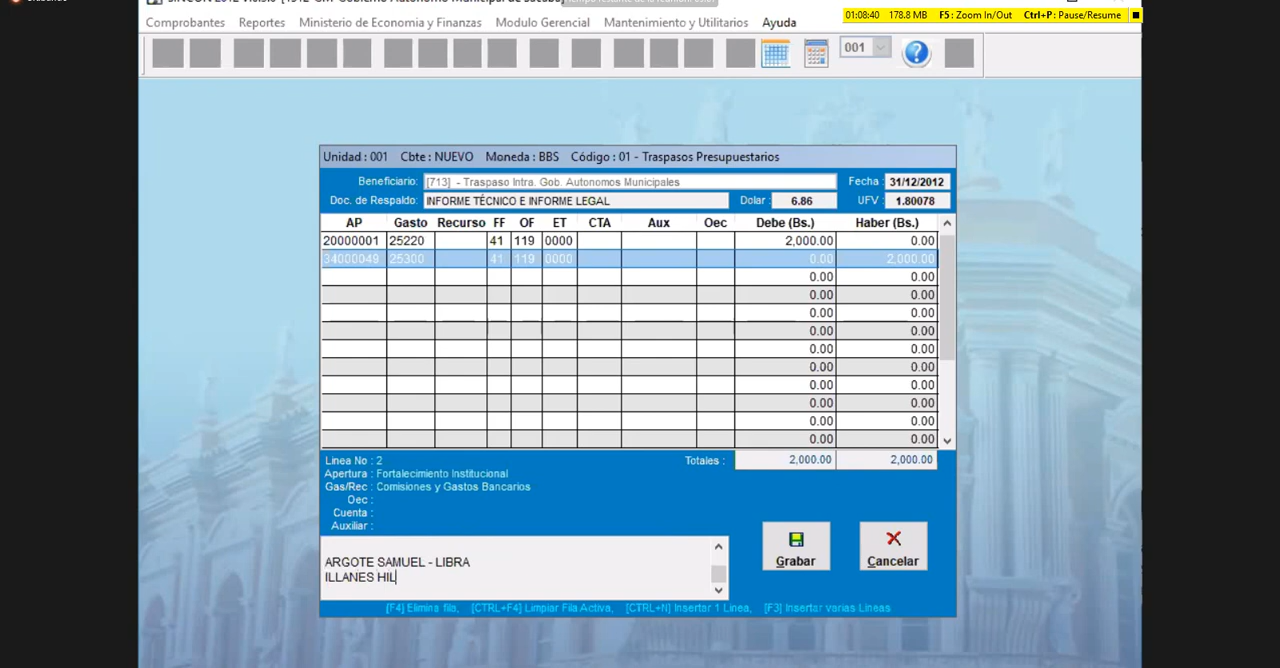 Comprobantes Reportes Ministerio de Economia y Finanzas Modulo Gerencial Mantenimiento y Utilitarios Ayuda
01:08:40 178.8 MB F5: Zoom In/Out Ctrl+P: Pause/Resume
001
Unidad : 001 Cbte : NUEVO Moneda : BBS Código : 01 - Traspasos Presupuestarios
Beneficiario: [713] - Traspaso Intra. Gob. Autonomos Municipales Fecha : 31/12/2012
Doc. de Respaldo: INFORME TÉCNICO E INFORME LEGAL Dolar : 6.86 UFV : 1.80078
AP Gasto Recurso FF OF ET CTA Aux Oec Debe (Bs.) Haber (Bs.)
20000001 25220 41 119 0000 2,000.00 0.00
34000049 25300 41 119 0000 0.00 2,000.00
0.00 0.00
0.00 0.00
0.00 0.00
0.00 0.00
0.00 0.00
0.00 0.00
0.00 0.00
0.00 0.00
0.00 0.00
0.00 0.00
Linea No : 2 Totales : 2,000.00 2,000.00
Apertura : Fortalecimiento Institucional
Gas/Rec : Comisiones y Gastos Bancarios
Oec :
Cuenta :
Auxiliar :
ARGOTE SAMUEL - LIBRA
ILLANES HIL
Grabar Cancelar
[F4] Elimina fila, [CTRL+F4] Limpiar Fila Activa, [CTRL+N] Insertar 1 Linea, [F3] Insertar varias Lineas